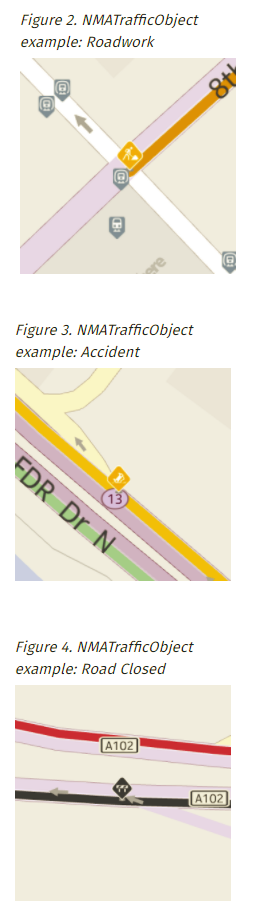 Figure 2. NMATrafficObject
example: Roadwork
8th
here
Figure 3. NMATrafficObject
example: Accident
13
FDR Dr N
Figure 4. NMATrafficObject
example: Road Closed
A102
A102